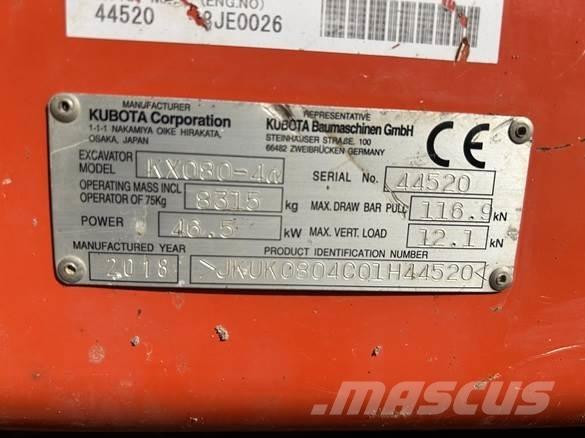 (ENG.NO)
44520 8JE0026
MANUFACTURER
KUBOTA Corporation
1-1-1 NAKAMIYA OIKE HIRAKATA,
OSAKA, JAPAN
REPRESENTATIVE
KUBOTA Baumaschinen GmbH
STEINHAUSER STRAßE 100
66482 ZWEIBRÜCKEN GERMANY
CE
EXCAVATOR
MODEL KX080-4α
SERIAL No. 44520
OPERATING MASS INCL
OPERATOR OF 75Kg 8315 kg
MAX. DRAW BAR PULL 116.9 kN
POWER 46.5 kW
MAX. VERT. LOAD 12.1 kN
MANUFACTURED YEAR
2018
PRODUCT IDENTIFICATION NUMBER
>JKUK0804C01H44520<
MASCUS